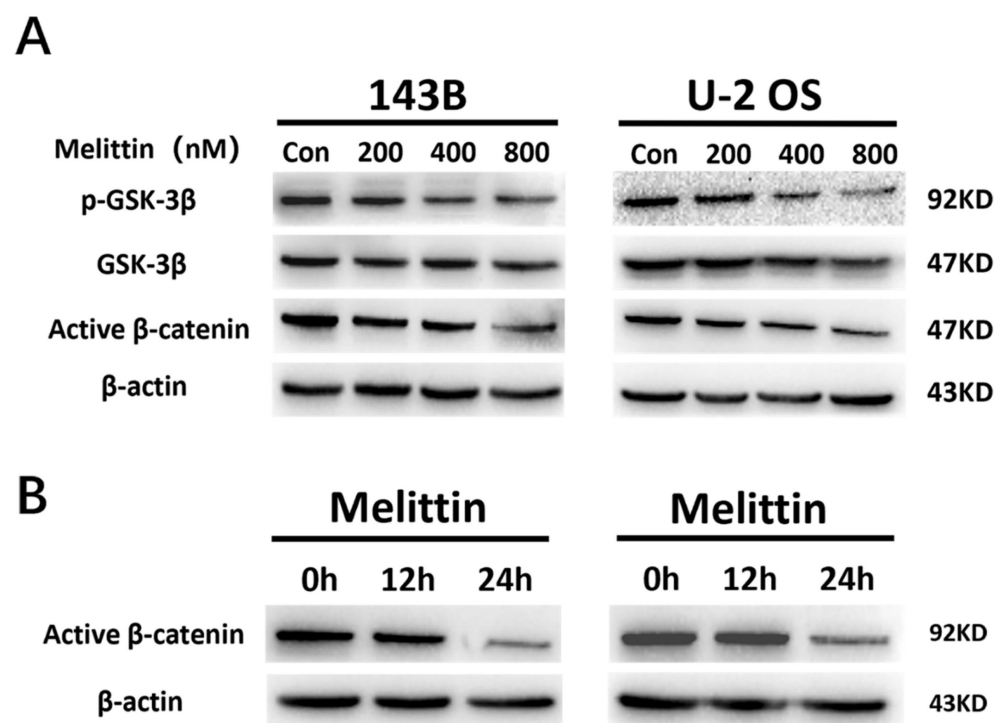 A
143B U-2 OS
Melittin （nM） Con 200 400 800 Con 200 400 800
p-GSK-3β 92KD
GSK-3β 47KD
Active β-catenin 47KD
β-actin 43KD
B
Melittin Melittin
0h 12h 24h 0h 12h 24h
Active β-catenin 92KD
β-actin 43KD